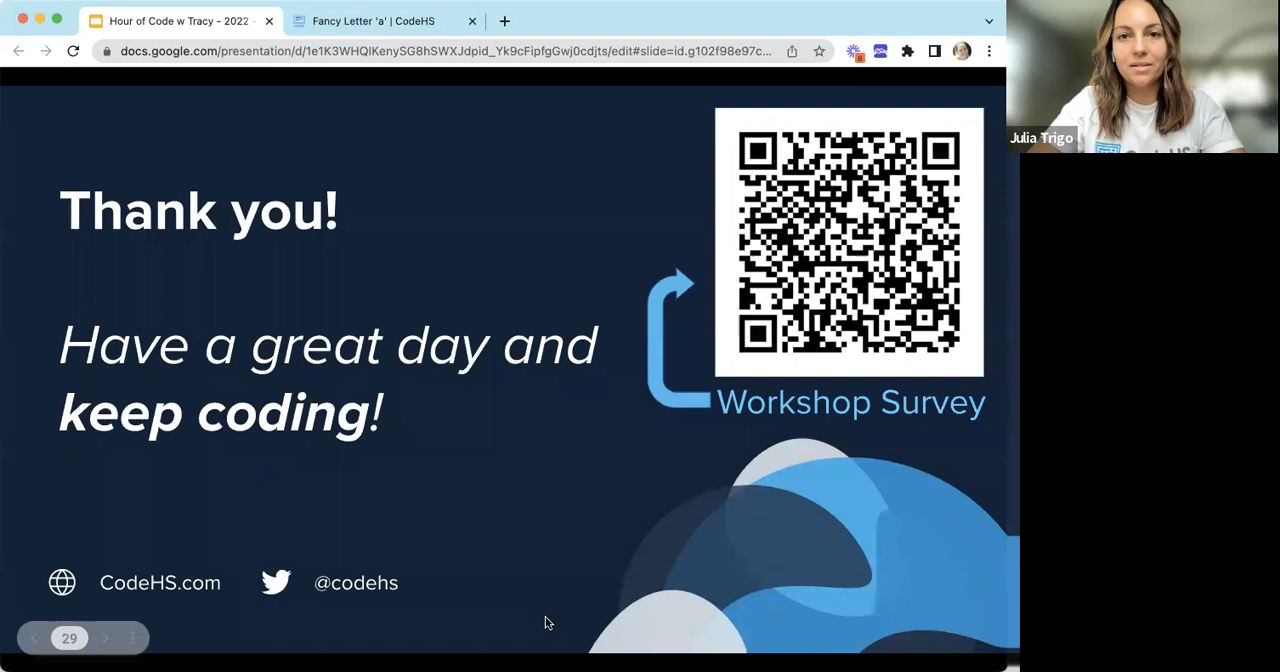 Hour of Code w Tracy - 2022 -
Fancy Letter 'a' | CodeHS
docs.google.com/presentation/d/1e1K3WHQlKenySG8hSWXJdpid_Yk9cFipfgGwj0cdjts/edit#slide=id.g102f98e97c...
8
Julia Trigo
Thank you!
Have a great day and
keep coding!
Workshop Survey
CodeHS.com
@codehs
29